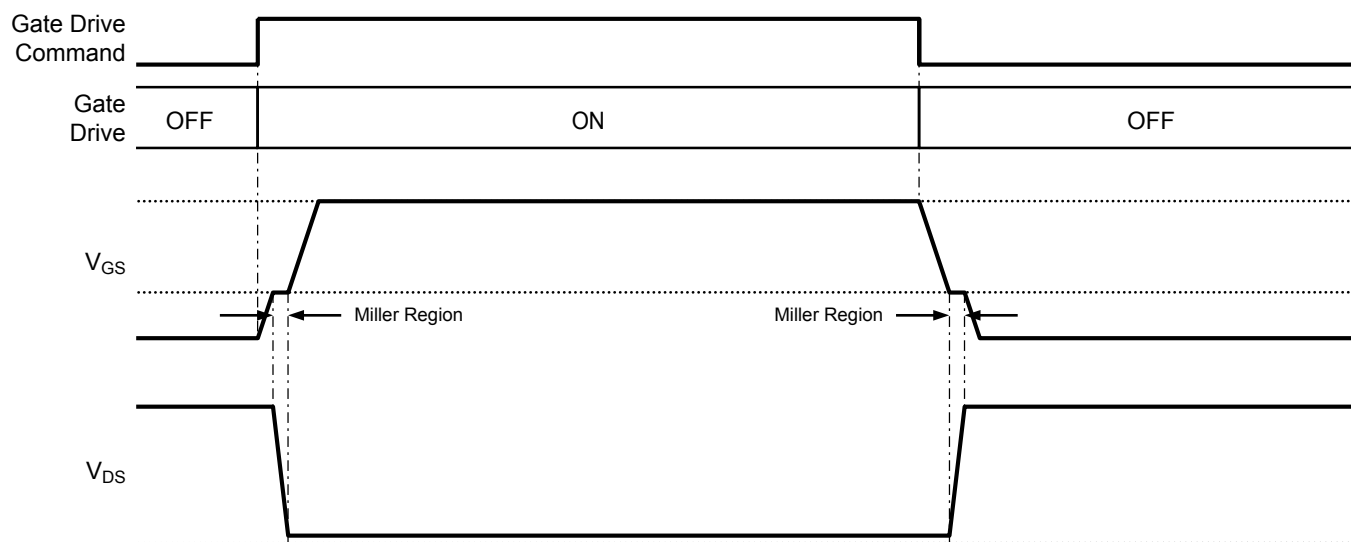 Gate Drive
Command
Gate
Drive
OFF
ON
OFF
VGS
Miller Region
Miller Region
VDS